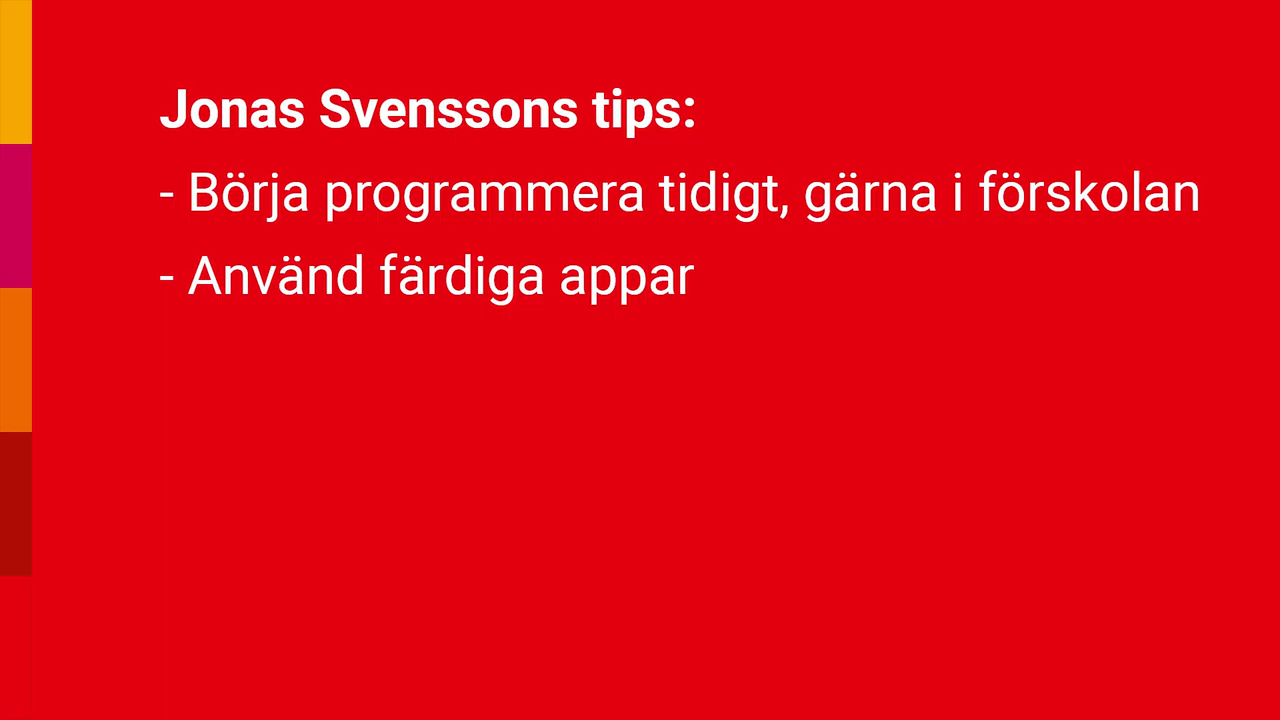 Jonas Svenssons tips:
- Börja programmera tidigt, gärna i förskolan
- Använd färdiga appar